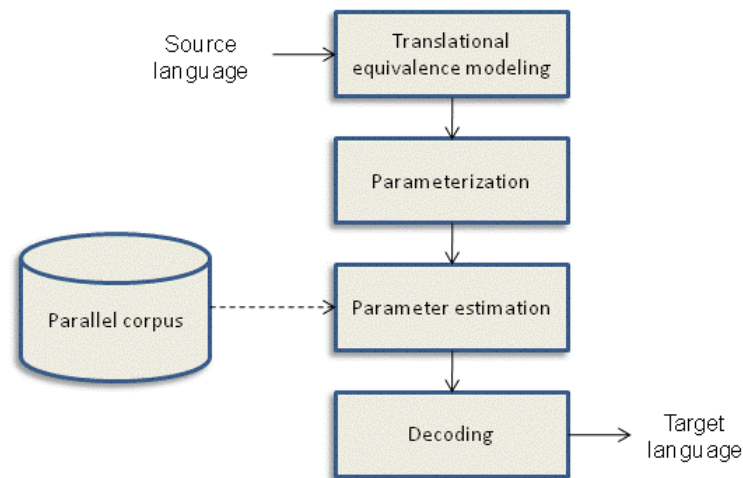 Source
language
Translational
equivalence modeling
Parameterization
Parallel corpus
Parameter estimation
Decoding
Target
language